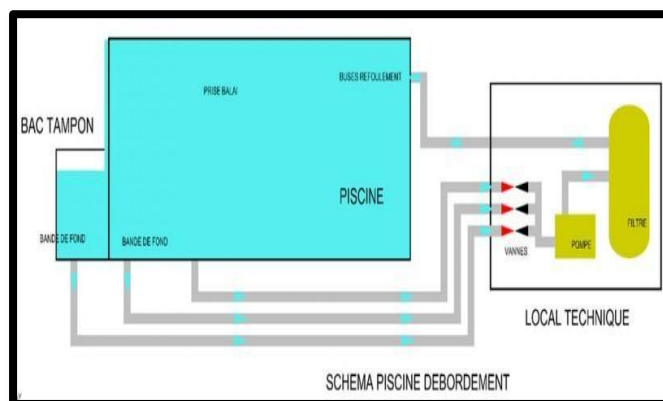 BUSES REFOULEMENT
PRISE BALAI
BAC TAMPON
PISCINE
BANDE DE FOND
BANDE DE FOND
FILTRE
POMPE
VANNES
LOCAL TECHNIQUE
SCHEMA PISCINE DEBORDEMENT